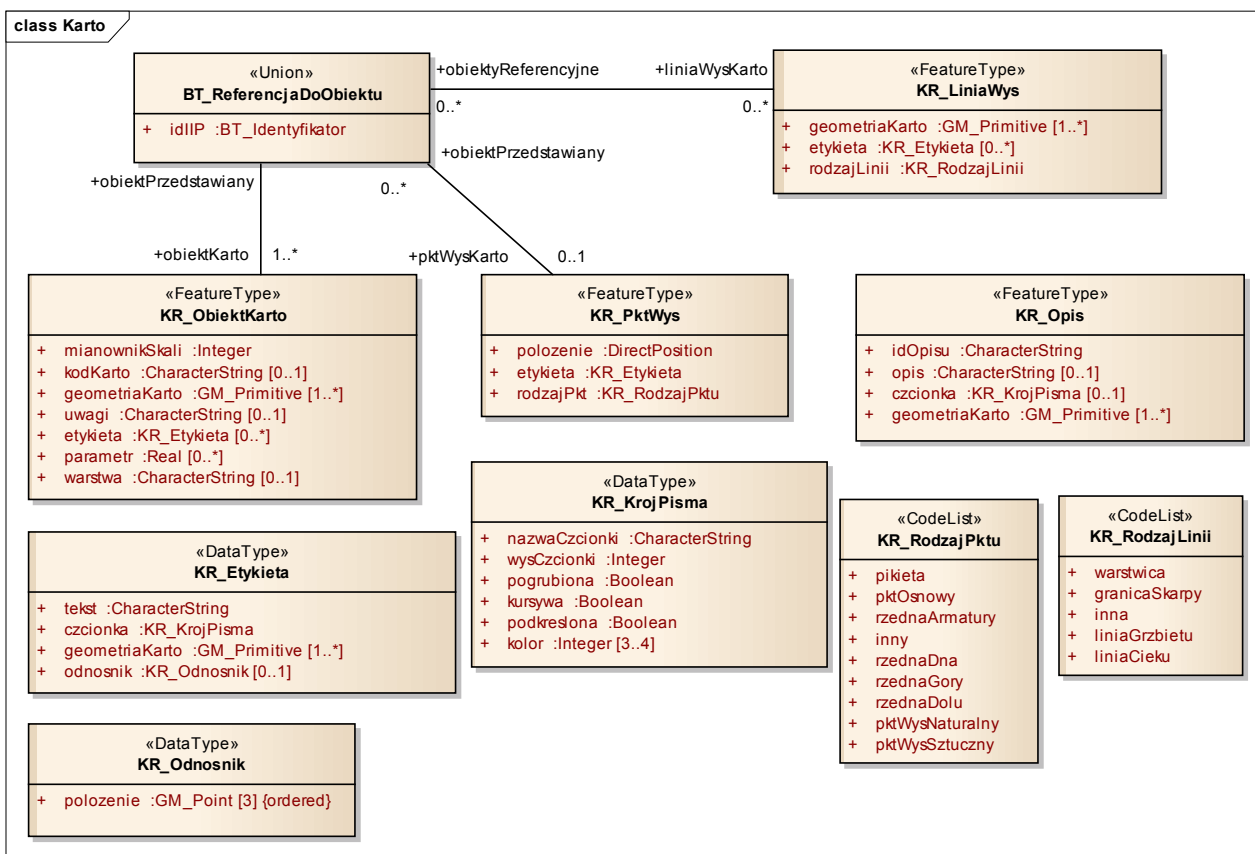 class Karto
«Union»
BT_ReferencjaDoObiektu
+ idIIP :BT_Identyfikator
+obiektyReferencyjne
0..*
+liniaWysKarto
0..*
«FeatureType»
KR_LiniaWys
+ geometriaKarto :GM_Primitive [1..*]
+ etykieta :KR_Etykieta [0..*]
+ rodzajLinii :KR_RodzajLinii
+obiektPrzedstawiany
+obiektPrzedstawiany
0..*
+obiektKarto
1..*
+pktWysKarto
0..1
«FeatureType»
KR_ObiektKarto
+ mianownikSkali :Integer
+ kodKarto :CharacterString [0..1]
+ geometriaKarto :GM_Primitive [1..*]
+ uwagi :CharacterString [0..1]
+ etykieta :KR_Etykieta [0..*]
+ parametr :Real [0..*]
+ warstwa :CharacterString [0..1]
«FeatureType»
KR_PktWys
+ polozenie :DirectPosition
+ etykieta :KR_Etykieta
+ rodzajPkt :KR_RodzajPktu
«FeatureType»
KR_Opis
+ idOpisu :CharacterString
+ opis :CharacterString [0..1]
+ czcionka :KR_KrojPisma [0..1]
+ geometriaKarto :GM_Primitive [1..*]
«DataType»
KR_KrojPisma
+ nazwaCzcionki :CharacterString
+ wysCzcionki :Integer
+ pogrubiona :Boolean
+ kursywa :Boolean
+ podkreslona :Boolean
+ kolor :Integer [3..4]
«CodeList»
KR_RodzajPktu
+ pikieta
+ pktOsnowy
+ rzednaArmatury
+ inny
+ rzednaDna
+ rzednaGory
+ rzednaDolu
+ pktWysNaturalny
+ pktWysSztuczny
«CodeList»
KR_RodzajLinii
+ warstwica
+ granicaSkarpy
+ inna
+ liniaGrzbietu
+ liniaCieku
«DataType»
KR_Etykieta
+ tekst :CharacterString
+ czcionka :KR_KrojPisma
+ geometriaKarto :GM_Primitive [1..*]
+ odnosnik :KR_Odnosnik [0..1]
«DataType»
KR_Odnosnik
+ polozenie :GM_Point [3] {ordered}